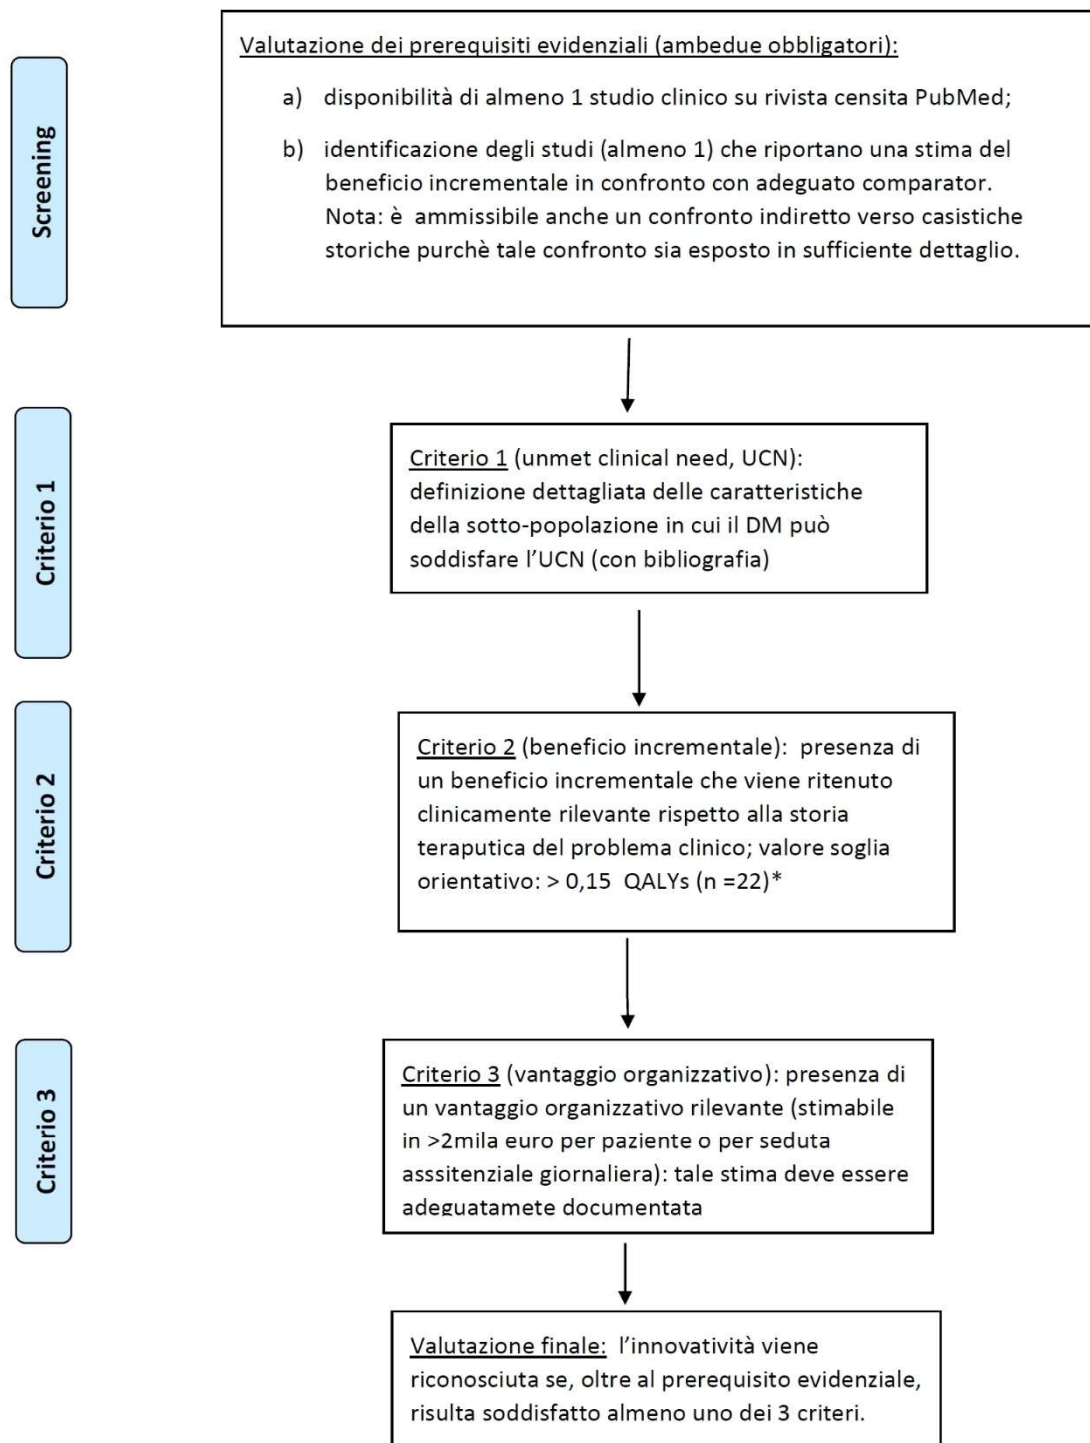 Screening
Valutazione dei prerequisiti evidenziali (ambedue obbligatori):
a) disponibilità di almeno 1 studio clinico su rivista censita PubMed;
b) identificazione degli studi (almeno 1) che riportano una stima del
beneficio incrementale in confronto con adeguato comparator.
Nota: è ammissibile anche un confronto indiretto verso casistiche
storiche purchè tale confronto sia esposto in sufficiente dettaglio.
Criterio 1
Criterio 1 (unmet clinical need, UCN):
definizione dettagliata delle caratteristiche
della sotto-popolazione in cui il DM può
soddisfare l'UCN (con bibliografia)
Criterio 2
Criterio 2 (beneficio incrementale): presenza di
un beneficio incrementale che viene ritenuto
clinicamente rilevante rispetto alla storia
teraputica del problema clinico; valore soglia
orientativo: > 0,15 QALYs (n =22)*
Criterio 3
Criterio 3 (vantaggio organizzativo): presenza di
un vantaggio organizzativo rilevante (stimabile
in >2mila euro per paziente o per seduta
asssitenziale giornaliera): tale stima deve essere
adeguatamete documentata
Valutazione finale: l'innovatività viene
riconosciuta se, oltre al prerequisito evidenziale,
risulta soddisfatto almeno uno dei 3 criteri.